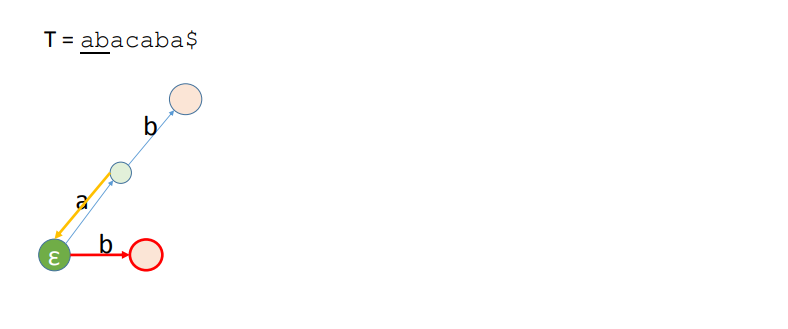 T = abacaba$
b
a
b
ε